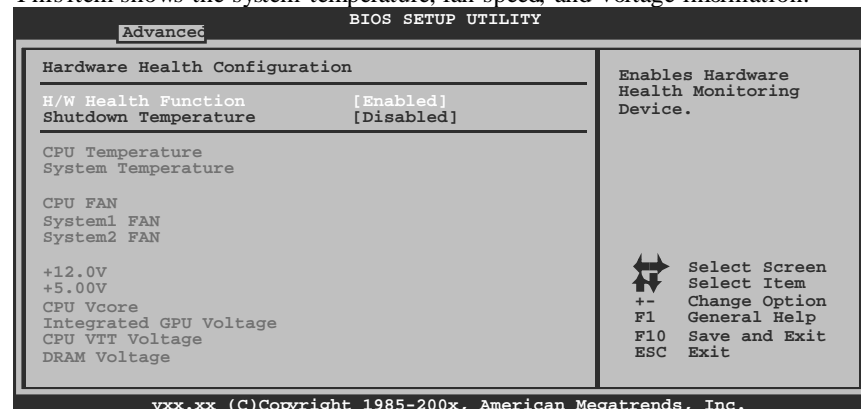 This item shows the system temperature, fan speed, and voltage information.
BIOS SETUP UTILITY
Advanced
Hardware Health Configuration
H/W Health Function [Enabled]
Shutdown Temperature [Disabled]
CPU Temperature
System Temperature
CPU FAN
System1 FAN
System2 FAN
+12.0V
+5.00V
CPU Vcore
Integrated GPU Voltage
CPU VTT Voltage
DRAM Voltage
Enables Hardware
Health Monitoring
Device.
Select Screen
Select Item
+- Change Option
F1 General Help
F10 Save and Exit
ESC Exit
vxx.xx (C)Copyright 1985-200x, American Megatrends, Inc.